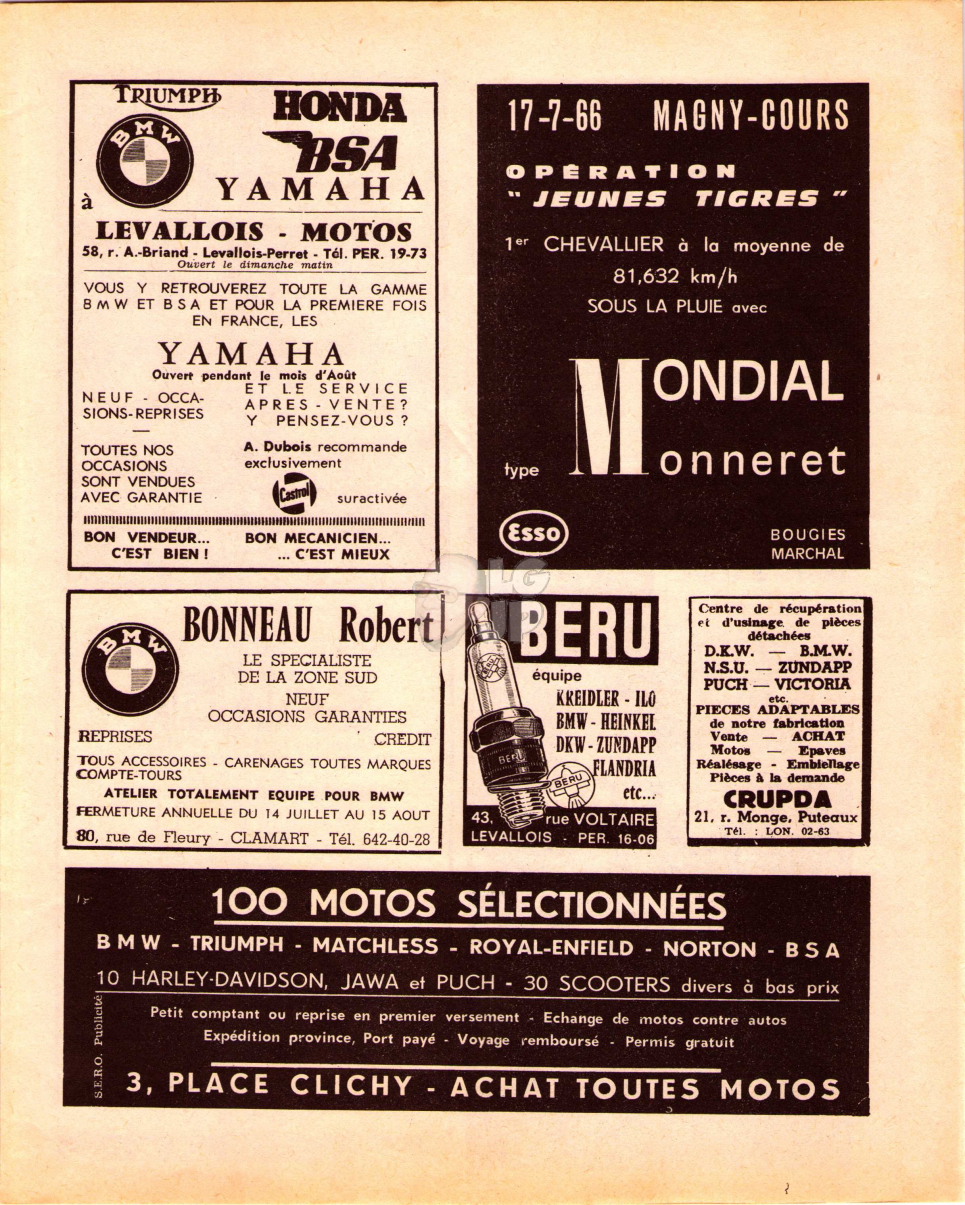 TRIUMPH
HONDA
BMW
BSA
YAMAHA
à
LEVALLOIS - MOTOS
58, r. A.-Briand - Levallois-Perret - Tél. PER. 19-73
Ouvert le dimanche matin
VOUS Y RETROUVEREZ TOUTE LA GAMME
BMW ET BSA ET POUR LA PREMIERE FOIS
EN FRANCE, LES
YAMAHA
Ouvert pendant le mois d'Août
NEUF - OCCA-
SIONS-REPRISES
—
TOUTES NOS
OCCASIONS
SONT VENDUES
AVEC GARANTIE
ET LE SERVICE
APRES - VENTE?
Y PENSEZ-VOUS ?
A. Dubois recommande
exclusivement
Castrol suractivée
BON VENDEUR...
C'EST BIEN !
BON MECANICIEN...
... C'EST MIEUX
17-7-66 MAGNY-COURS
OPÉRATION
" JEUNES TIGRES "
1er CHEVALLIER à la moyenne de
81,632 km/h
SOUS LA PLUIE avec
MONDIAL
type Monneret
Esso
BOUGIES
MARCHAL
BMW
BONNEAU Robert
LE SPECIALISTE
DE LA ZONE SUD
NEUF
OCCASIONS GARANTIES
REPRISES CREDIT
TOUS ACCESSOIRES - CARENAGES TOUTES MARQUES
COMPTE-TOURS
ATELIER TOTALEMENT EQUIPE POUR BMW
FERMETURE ANNUELLE DU 14 JUILLET AU 15 AOUT
80, rue de Fleury - CLAMART - Tél. 642-40-28
LG
BERU
équipe
KREIDLER - ILO
BMW - HEINKEL
DKW - ZUNDAPP
FLANDRIA
etc...
BERU
BERU
43, rue VOLTAIRE
LEVALLOIS - PER. 16-06
Centre de récupération
et d'usinage de pièces
détachées
D.K.W. — B.M.W.
N.S.U. — ZUNDAPP
PUCH — VICTORIA
etc.
PIECES ADAPTABLES
de notre fabrication
Vente — ACHAT
Motos — Epaves
Réalésage - Embiellage
Pièces à la demande
CRUPDA
21, r. Monge, Puteaux
Tél. : LON. 02-63
100 MOTOS SÉLECTIONNÉES
BMW - TRIUMPH - MATCHLESS - ROYAL-ENFIELD - NORTON - BSA
10 HARLEY-DAVIDSON, JAWA et PUCH - 30 SCOOTERS divers à bas prix
Petit comptant ou reprise en premier versement - Echange de motos contre autos
Expédition province, Port payé - Voyage remboursé - Permis gratuit
3, PLACE CLICHY - ACHAT TOUTES MOTOS
S.E.R.O. Publicité